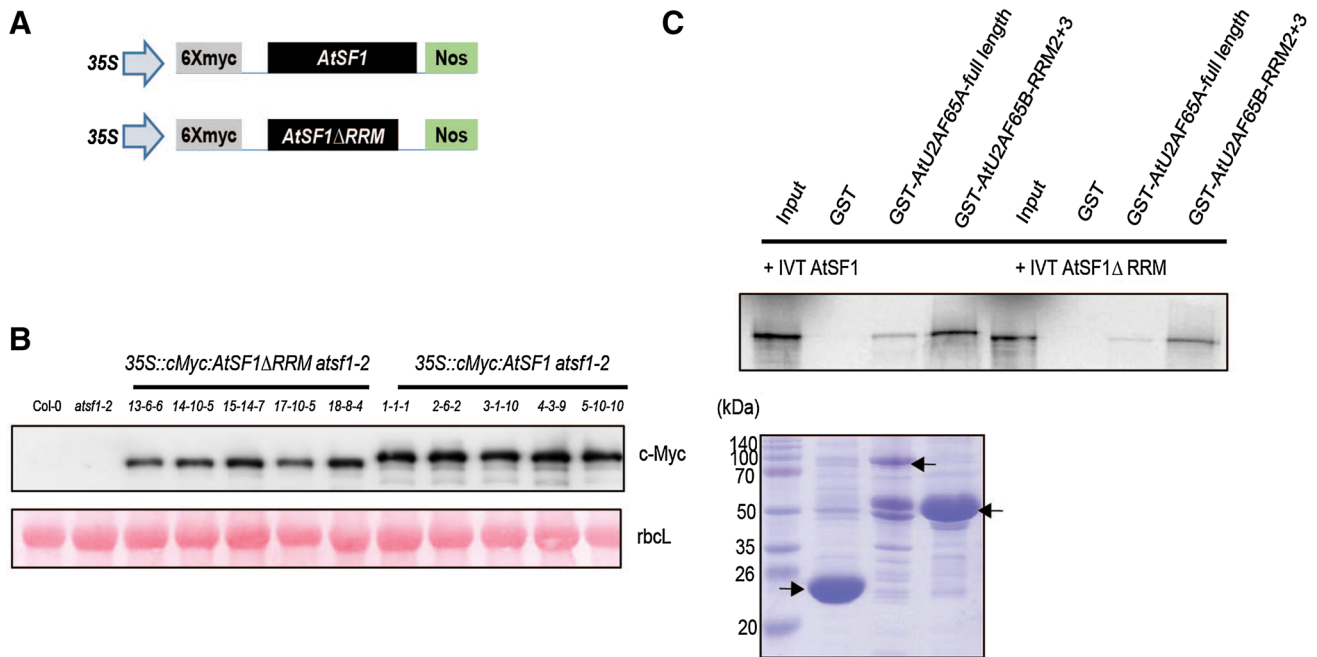 A
35S 6Xmyc AtSF1 Nos
35S 6Xmyc AtSF1ΔRRM Nos
B
35S::cMyc:AtSF1ΔRRM atsf1-2 35S::cMyc:AtSF1 atsf1-2
Col-0 atsf1-2 13-6-6 14-10-5 15-14-7 17-10-5 18-8-4 1-1-1 2-6-2 3-1-10 4-3-9 5-10-10
c-Myc
rbcL
C
Input
GST
GST-AtU2AF65A-full length
GST-AtU2AF65B-RRM2+3
Input
GST
GST-AtU2AF65A-full length
GST-AtU2AF65B-RRM2+3
+ IVT AtSF1 + IVT AtSF1Δ RRM
(kDa)
140
100
70
50
35
26
20